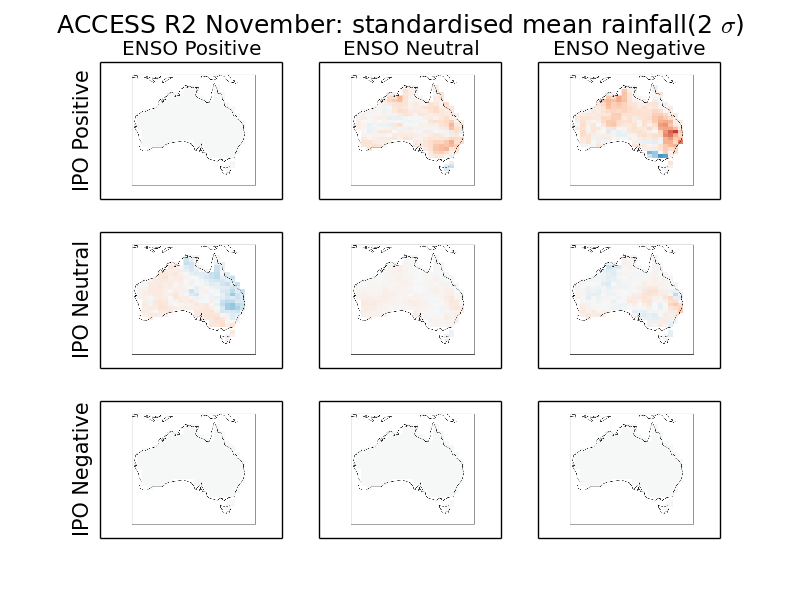 ACCESS R2 November: standardised mean rainfall(2 σ)
ENSO Positive
ENSO Neutral
ENSO Negative
IPO Positive
IPO Neutral
IPO Negative